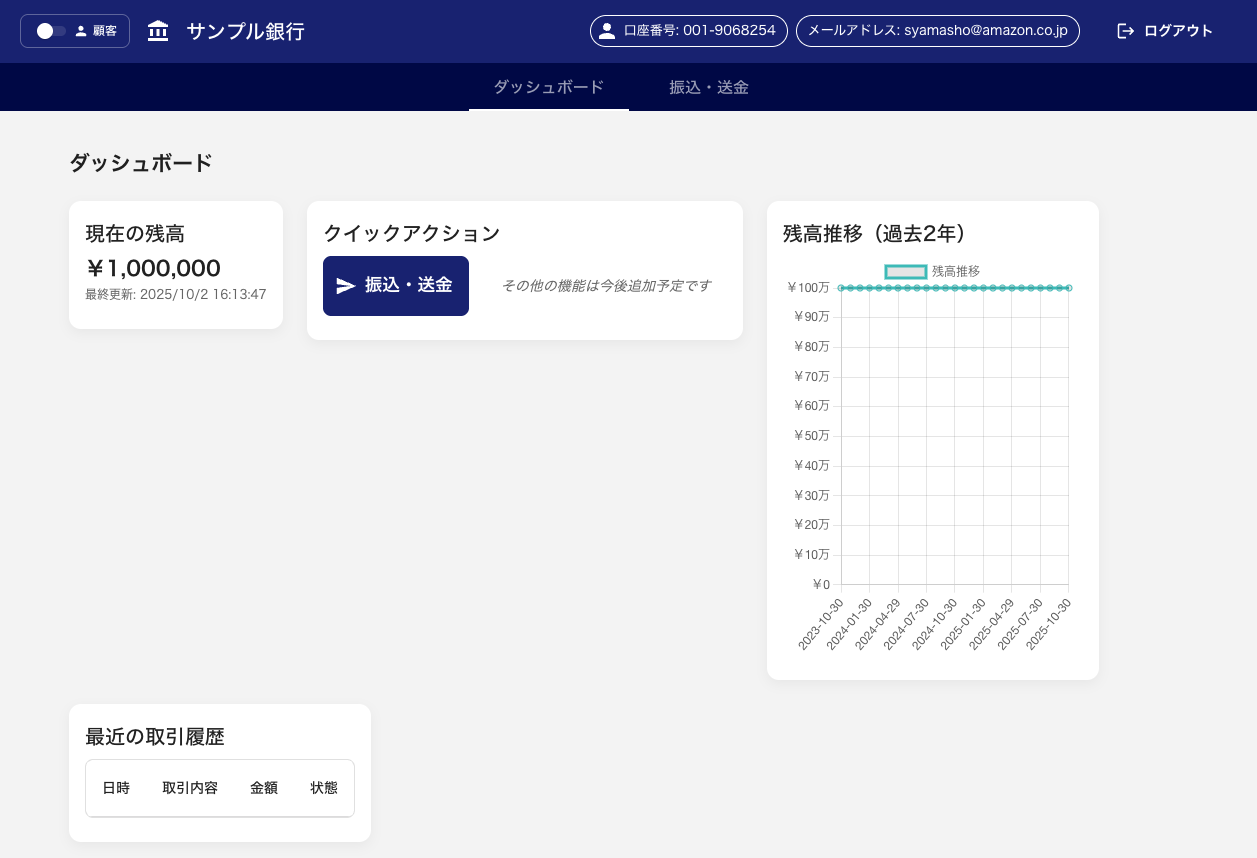 顧客
サンプル銀行
口座番号: 001-9068254
メールアドレス: syamasho@amazon.co.jp
ログアウト
ダッシュボード
振込・送金
ダッシュボード
現在の残高
￥1,000,000
最終更新: 2025/10/2 16:13:47
クイックアクション
振込・送金
その他の機能は今後追加予定です
残高推移（過去2年）
残高推移
￥100万
￥90万
￥80万
￥70万
￥60万
￥50万
￥40万
￥30万
￥20万
￥10万
￥0
2023-10-30
2024-01-30
2024-04-29
2024-07-30
2024-10-30
2025-01-30
2025-04-29
2025-07-30
2025-10-30
最近の取引履歴
日時 取引内容 金額 状態